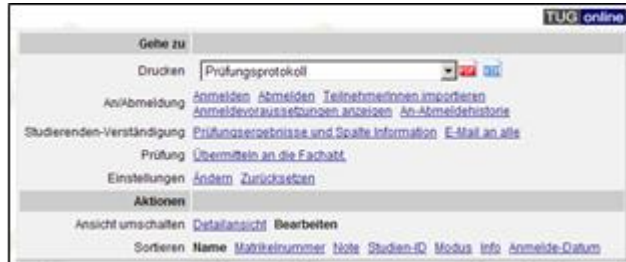 TUG online
Gehe zu
Drucken Prüfungsprotokoll
An/Abmeldung Anmelden Abmelden TeilnehmerInnen importieren
Anmeldevoraussetzungen anzeigen An-Abmeldehistorie
Studierenden-Verständigung Prüfungsergebnisse und Spalte Information E-Mail an alle
Prüfung Übermitteln an die Fachabt.
Einstellungen Ändern Zurücksetzen
Aktionen
Ansicht umschalten Detailansicht Bearbeiten
Sortieren Name Matrikelnummer Note Studien-ID Modus Info Anmelde-Datum